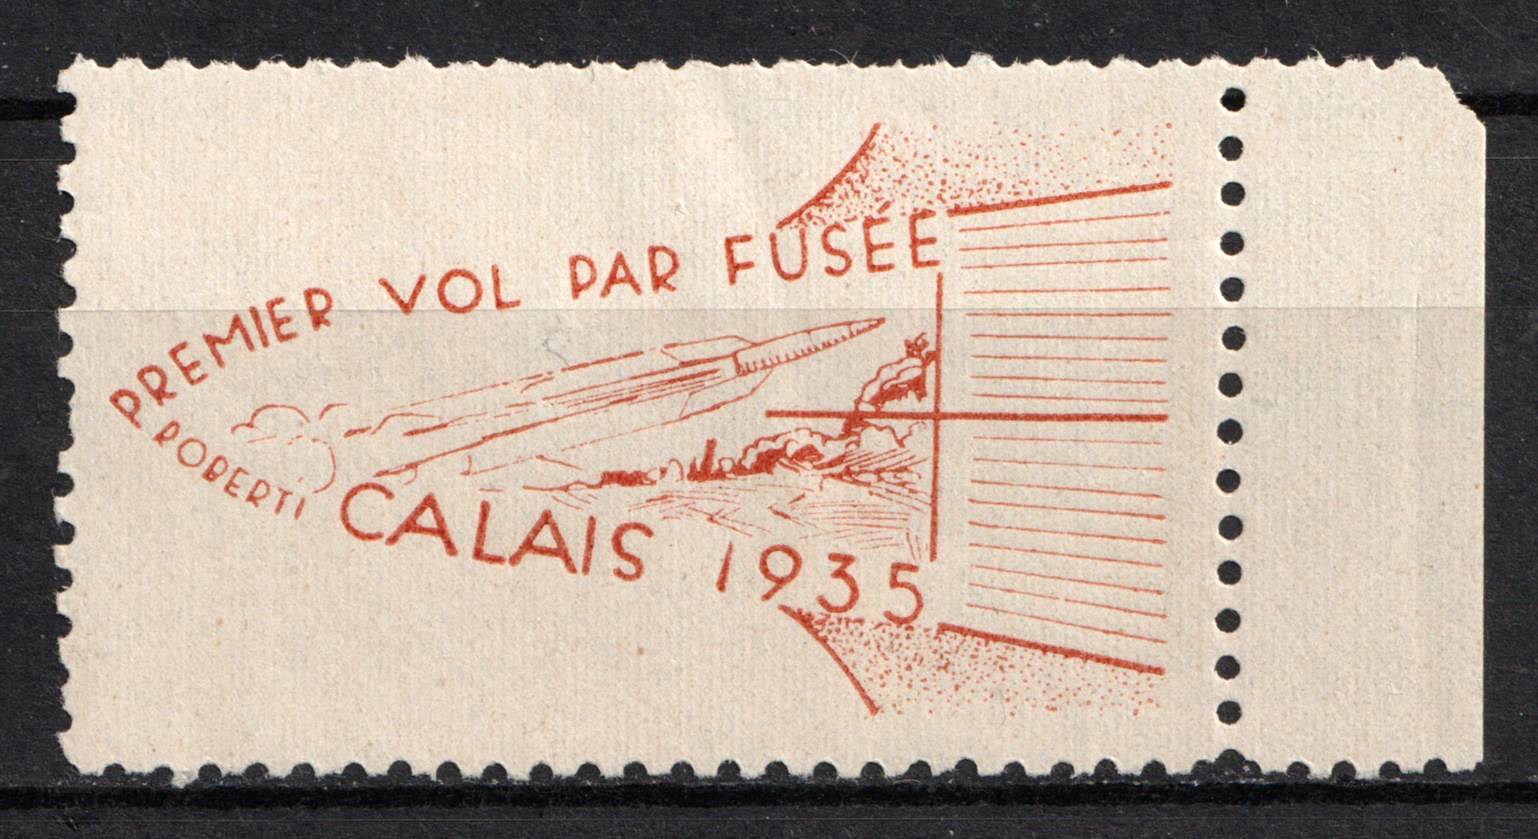 PREMIER VOL PAR FUSÉE
ROBERTI
CALAIS 1935